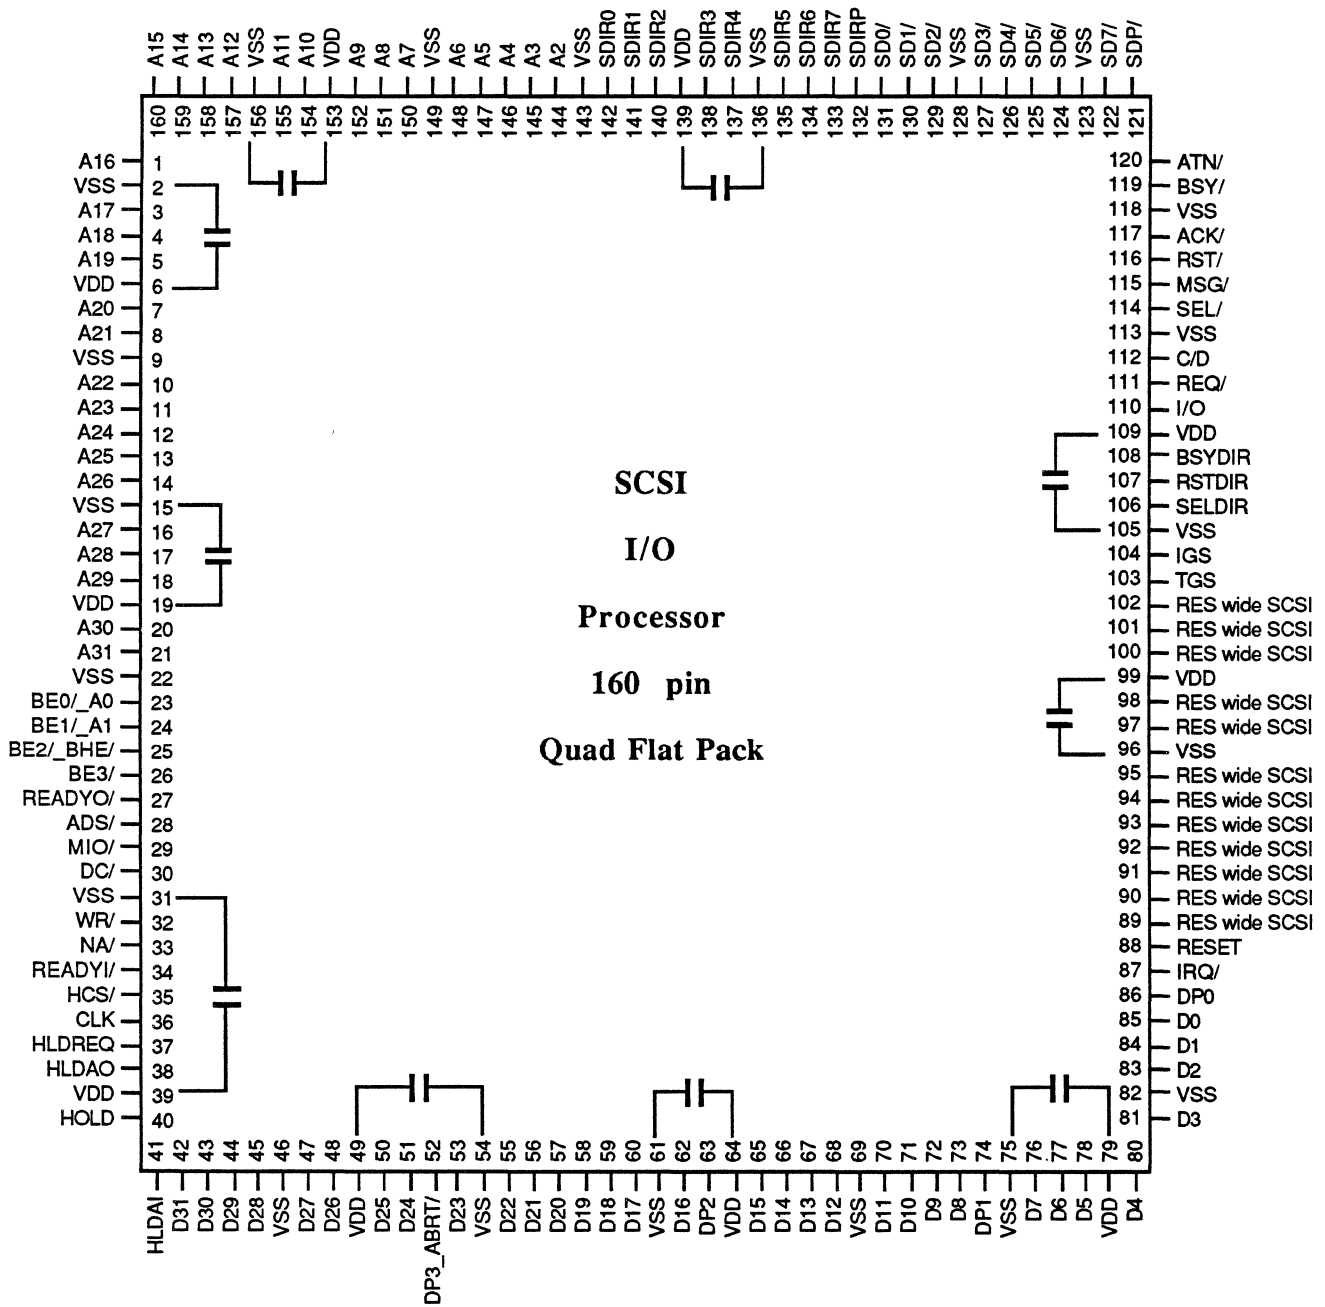 A15 A14 A13 A12 VSS A11 A10 VDD A9 A8 A7 VSS A6 A5 A4 A3 A2 VSS SDIR0 SDIR1 SDIR2 VDD SDIR3 SDIR4 VSS SDIR5 SDIR6 SDIR7 SDIRP SD0/ SD1/ SD2/ VSS SD3/ SD4/ SD5/ SD6/ VSS SD7/ SDP/
160 159 158 157 156 155 154 153 152 151 150 149 148 147 146 145 144 143 142 141 140 139 138 137 136 135 134 133 132 131 130 129 128 127 126 125 124 123 122 121
A16 1
VSS 2
A17 3
A18 4
A19 5
VDD 6
A20 7
A21 8
VSS 9
A22 10
A23 11
A24 12
A25 13
A26 14
VSS 15
A27 16
A28 17
A29 18
VDD 19
A30 20
A31 21
VSS 22
BE0/_A0 23
BE1/_A1 24
BE2/_BHE/ 25
BE3/ 26
READYO/ 27
ADS/ 28
MIO/ 29
DC/ 30
VSS 31
WR/ 32
NA/ 33
READYI/ 34
HCS/ 35
CLK 36
HLDREQ 37
HLDAO 38
VDD 39
HOLD 40
SCSI
I/O
Processor
160 pin
Quad Flat Pack
120 ATN/
119 BSY/
118 VSS
117 ACK/
116 RST/
115 MSG/
114 SEL/
113 VSS
112 C/D
111 REQ/
110 I/O
109 VDD
108 BSYDIR
107 RSTDIR
106 SELDIR
105 VSS
104 IGS
103 TGS
102 RES wide SCSI
101 RES wide SCSI
100 RES wide SCSI
99 VDD
98 RES wide SCSI
97 RES wide SCSI
96 VSS
95 RES wide SCSI
94 RES wide SCSI
93 RES wide SCSI
92 RES wide SCSI
91 RES wide SCSI
90 RES wide SCSI
89 RES wide SCSI
88 RESET
87 IRQ/
86 DP0
85 D0
84 D1
83 D2
82 VSS
81 D3
41 42 43 44 45 46 47 48 49 50 51 52 53 54 55 56 57 58 59 60 61 62 63 64 65 66 67 68 69 70 71 72 73 74 75 76 77 78 79 80
HLDAI D31 D30 D29 D28 VSS D27 D26 VDD D25 D24 DP3_ABRT/ D23 VSS D22 D21 D20 D19 D18 D17 VSS D16 DP2 VDD D15 D14 D13 D12 VSS D11 D10 D9 D8 DP1 VSS D7 D6 D5 VDD D4